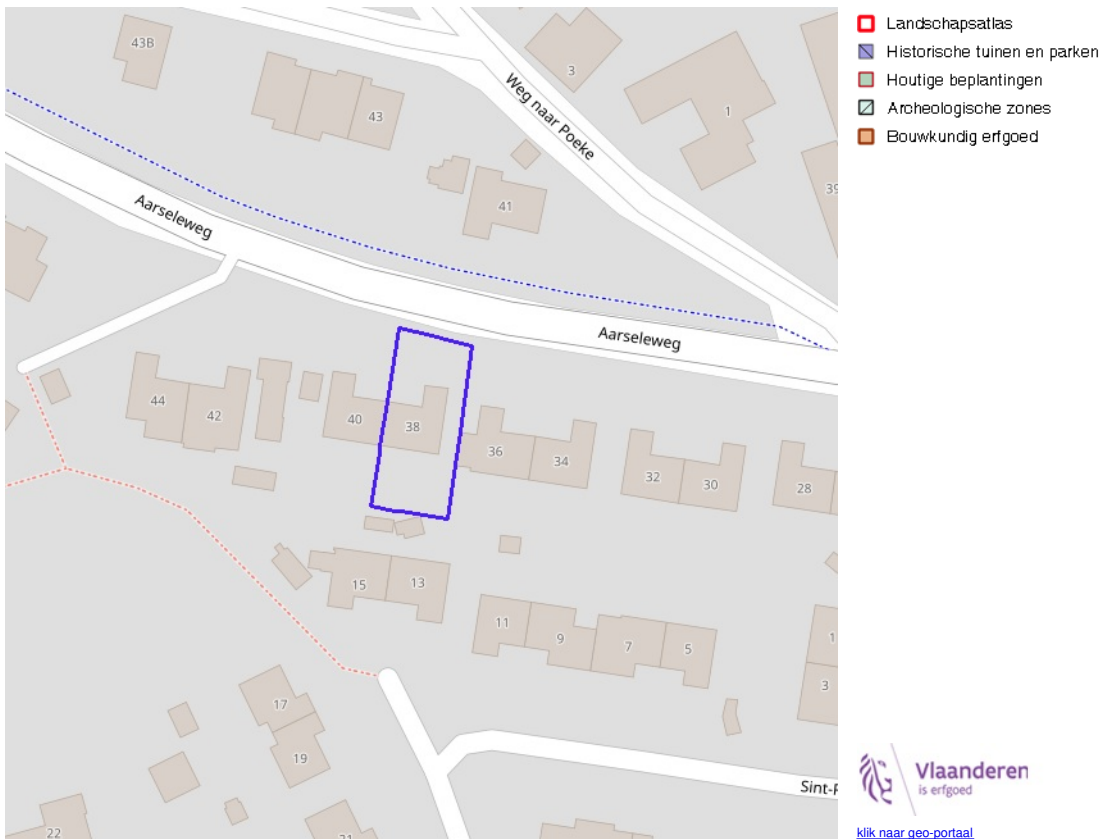 43B
3
43
1
Weg naar Poeke
39
41
Aarseleweg
Aarseleweg
44
42
40
38
36
34
32
30
28
15
13
11
9
7
5
3
17
19
22
Landschapsatlas
Historische tuinen en parken
Houtige beplantingen
Archeologische zones
Bouwkundig erfgoed
Vlaanderen
is erfgoed
klik naar geo-portaal